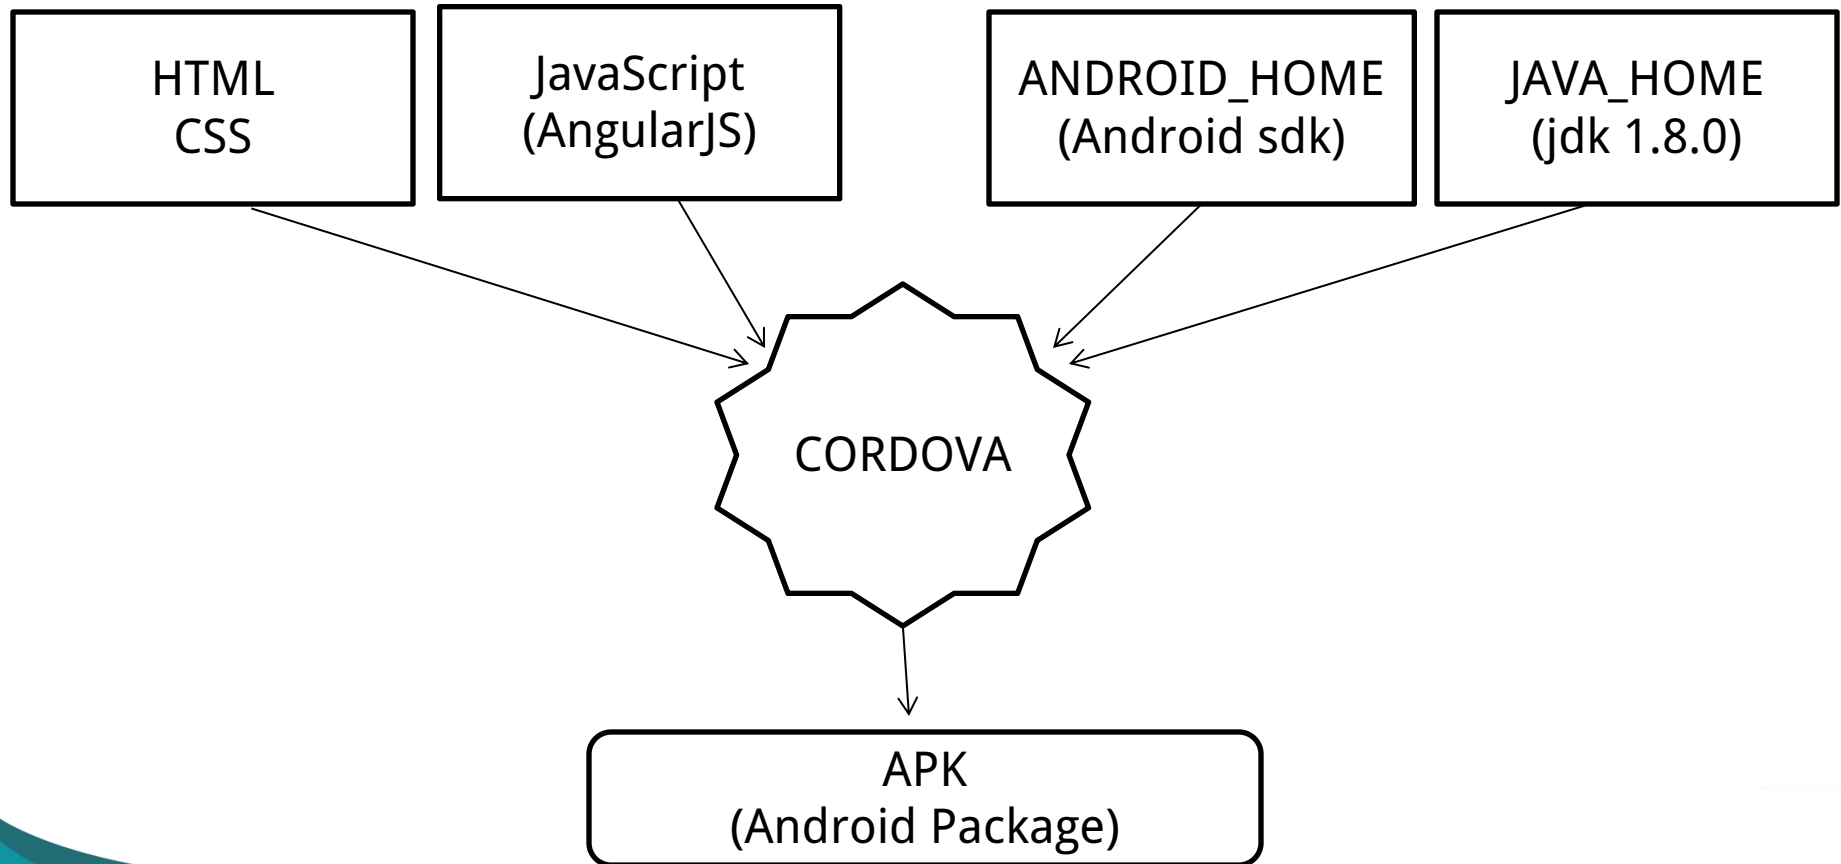 HTML
CSS
JavaScript
(AngularJS)
ANDROID_HOME
(Android sdk)
JAVA_HOME
(jdk 1.8.0)
CORDOVA
APK
(Android Package)